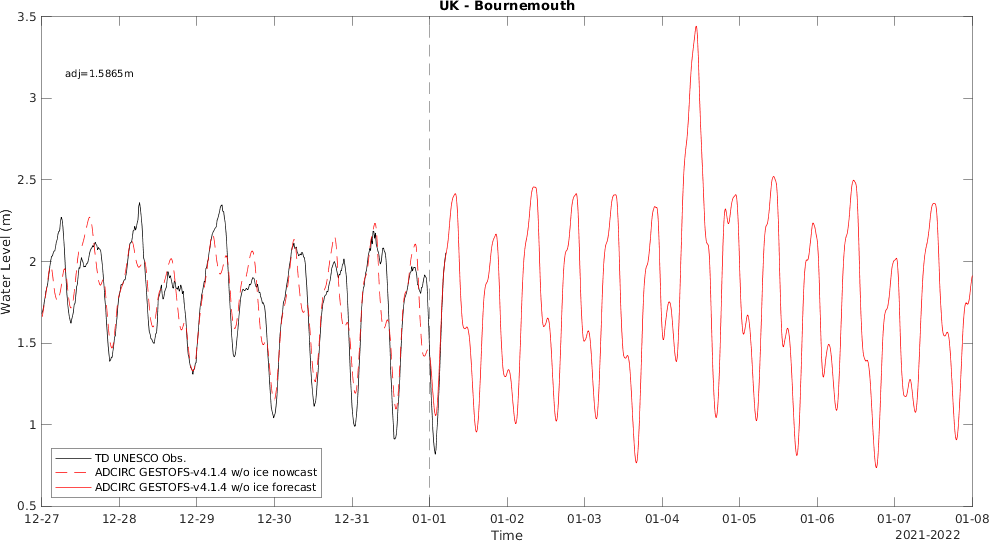 UK - Bournemouth
3.5
3
2.5
2
1.5
1
0.5
Water Level (m)
adj=1.5865m
TD UNESCO Obs.
ADCIRC GESTOFS-v4.1.4 w/o ice nowcast
ADCIRC GESTOFS-v4.1.4 w/o ice forecast
12-27 12-28 12-29 12-30 12-31 01-01 01-02 01-03 01-04 01-05 01-06 01-07 01-08
Time
2021-2022